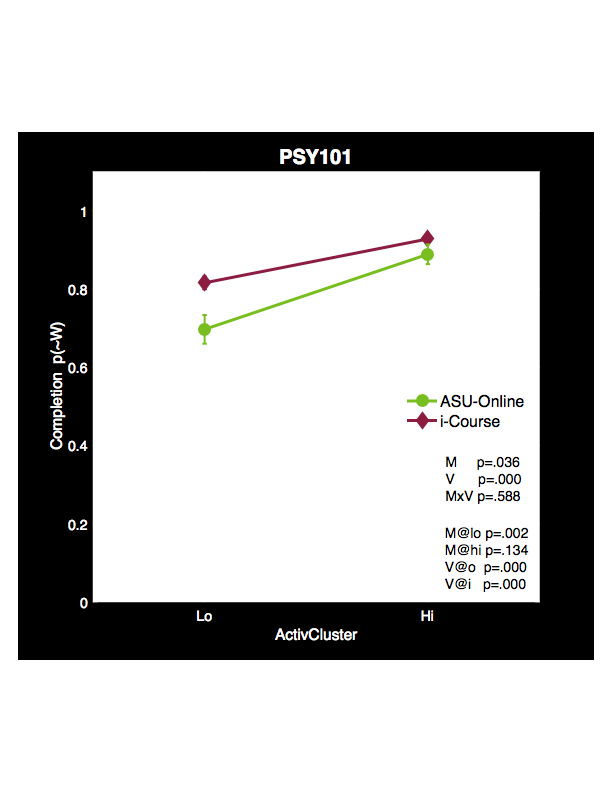 PSY101
1
0.8
0.6
0.4
0.2
0
Completion p(~W)
ASU-Online
i-Course
M p=.036
V p=.000
MxV p=.588
M@lo p=.002
M@hi p=.134
V@o p=.000
V@i p=.000
Lo Hi
ActivCluster